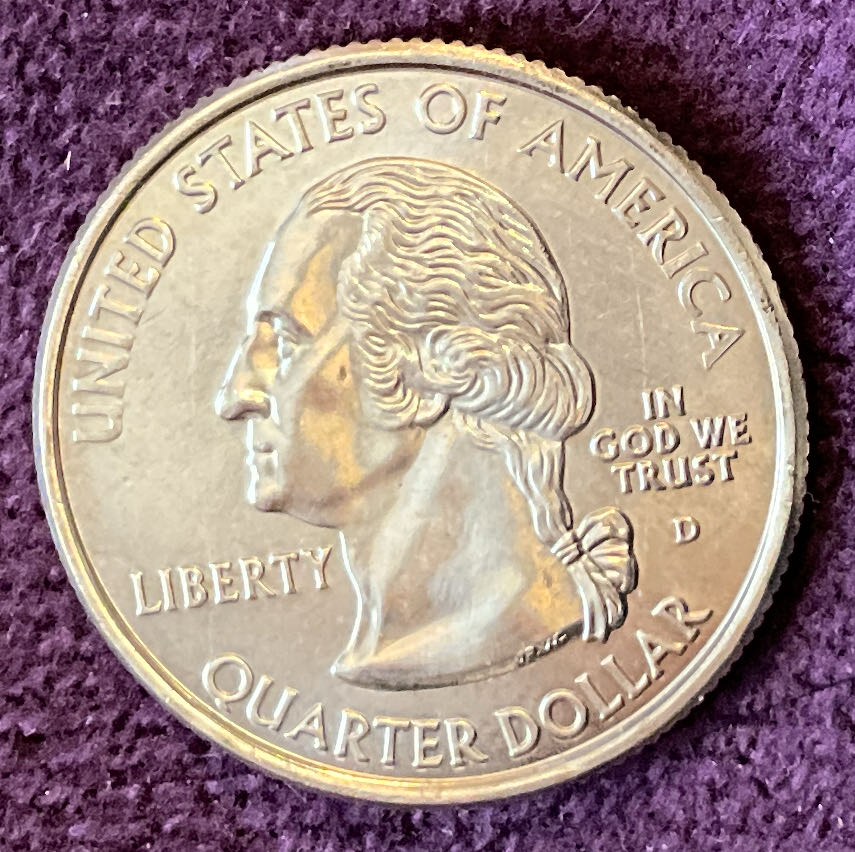 UNITED STATES OF AMERICA
IN
GOD WE
TRUST
D
LIBERTY
QUARTER DOLLAR